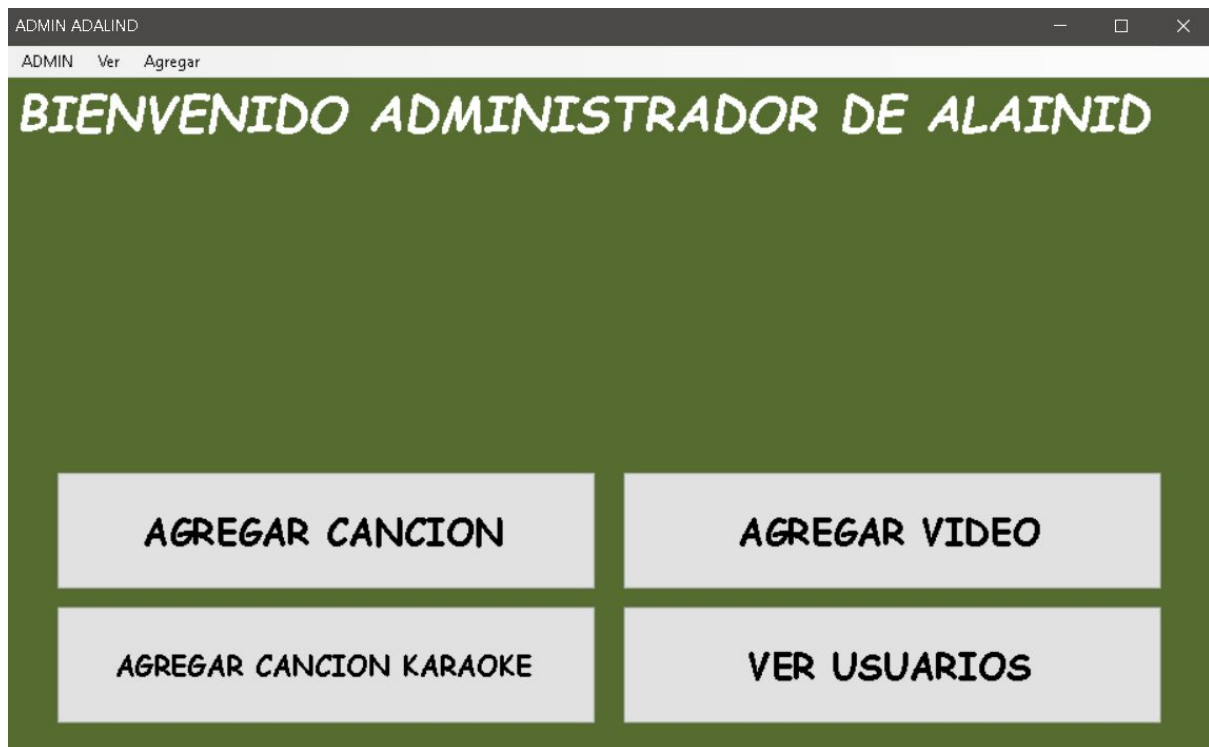 ADMIN ADALIND
ADMIN Ver Agregar
BIENVENIDO ADMINISTRADOR DE ALAINID
AGREGAR CANCION
AGREGAR VIDEO
AGREGAR CANCION KARAOKE
VER USUARIOS